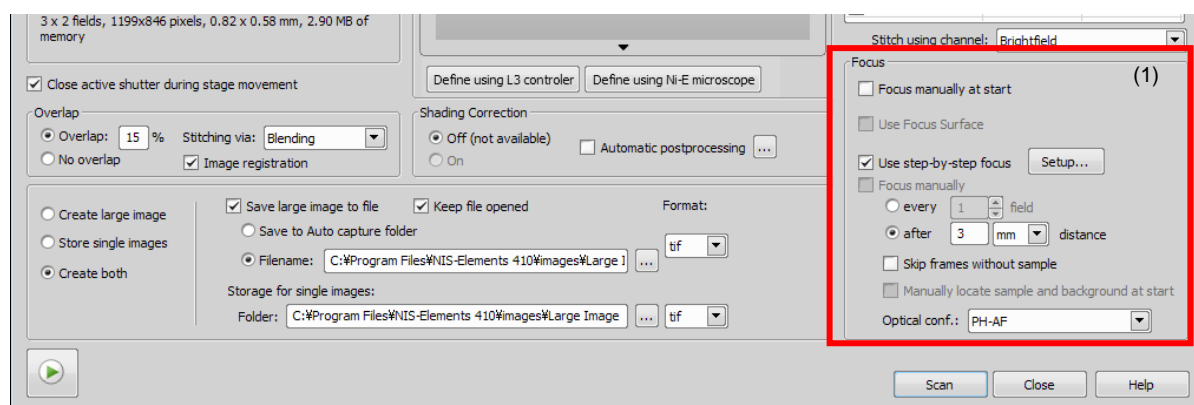 3 x 2 fields, 1199x846 pixels, 0.82 x 0.58 mm, 2.90 MB of
memory
Close active shutter during stage movement
Define using L3 controler
Define using Ni-E microscope
Stitch using channel: Brightfield
Overlap
Overlap: 15 % Stitching via: Blending
No overlap Image registration
Shading Correction
Off (not available) Automatic postprocessing ...
On
Focus
(1)
Focus manually at start
Use Focus Surface
Use step-by-step focus Setup...
Focus manually
every 1 field
after 3 mm distance
Skip frames without sample
Manually locate sample and background at start
Optical conf.: PH-AF
Create large image
Store single images
Create both
Save large image to file Keep file opened Format:
Save to Auto capture folder tif
Filename: C:¥Program Files¥NIS-Elements 410¥images¥Large I ...
Storage for single images:
Folder: C:¥Program Files¥NIS-Elements 410¥images¥Large Image ... tif
Scan Close Help